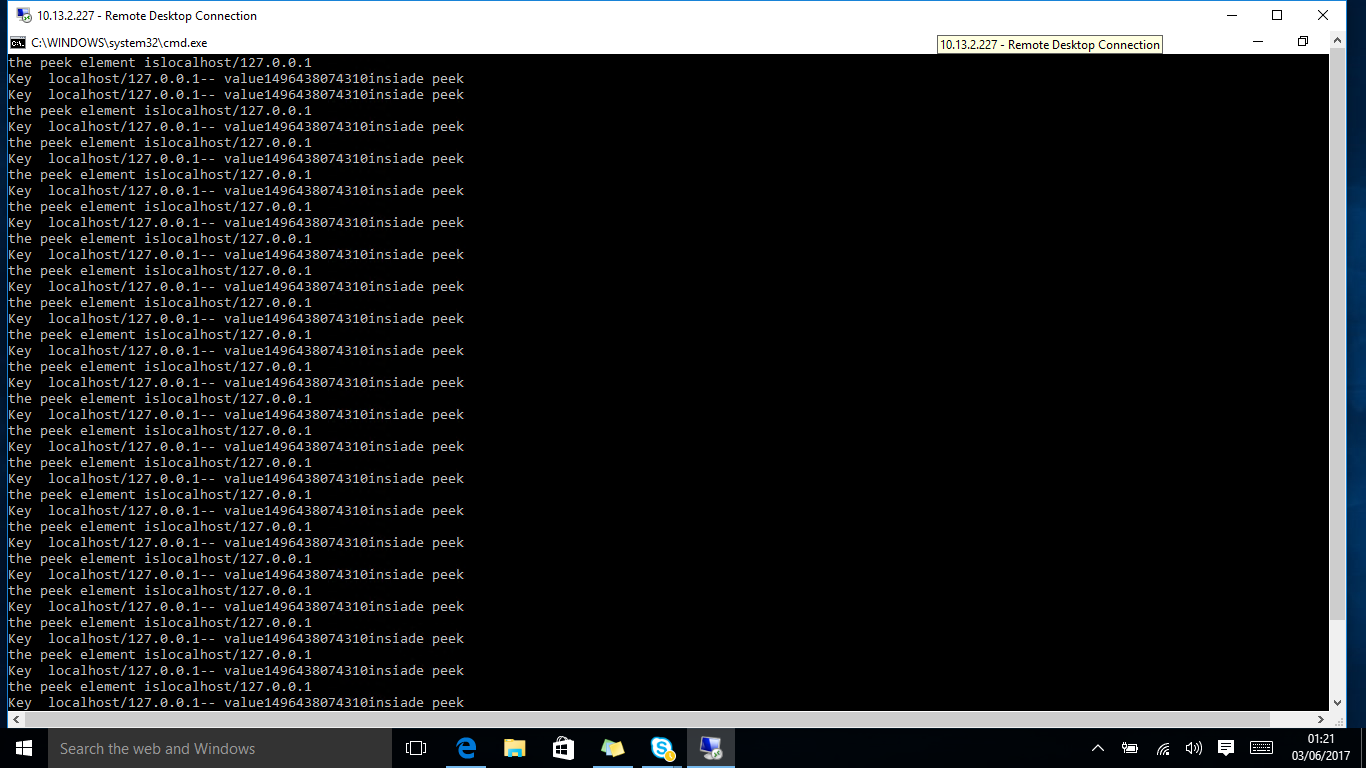 10.13.2.227 - Remote Desktop Connection
C:\WINDOWS\system32\cmd.exe
10.13.2.227 - Remote Desktop Connection
the peek element islocalhost/127.0.0.1
Key  localhost/127.0.0.1-- value1496438074310insiade peek
Key  localhost/127.0.0.1-- value1496438074310insiade peek
the peek element islocalhost/127.0.0.1
Key  localhost/127.0.0.1-- value1496438074310insiade peek
the peek element islocalhost/127.0.0.1
Key  localhost/127.0.0.1-- value1496438074310insiade peek
the peek element islocalhost/127.0.0.1
Key  localhost/127.0.0.1-- value1496438074310insiade peek
the peek element islocalhost/127.0.0.1
Key  localhost/127.0.0.1-- value1496438074310insiade peek
the peek element islocalhost/127.0.0.1
Key  localhost/127.0.0.1-- value1496438074310insiade peek
the peek element islocalhost/127.0.0.1
Key  localhost/127.0.0.1-- value1496438074310insiade peek
the peek element islocalhost/127.0.0.1
Key  localhost/127.0.0.1-- value1496438074310insiade peek
the peek element islocalhost/127.0.0.1
Key  localhost/127.0.0.1-- value1496438074310insiade peek
the peek element islocalhost/127.0.0.1
Key  localhost/127.0.0.1-- value1496438074310insiade peek
the peek element islocalhost/127.0.0.1
Key  localhost/127.0.0.1-- value1496438074310insiade peek
the peek element islocalhost/127.0.0.1
Key  localhost/127.0.0.1-- value1496438074310insiade peek
the peek element islocalhost/127.0.0.1
Key  localhost/127.0.0.1-- value1496438074310insiade peek
the peek element islocalhost/127.0.0.1
Key  localhost/127.0.0.1-- value1496438074310insiade peek
the peek element islocalhost/127.0.0.1
Key  localhost/127.0.0.1-- value1496438074310insiade peek
the peek element islocalhost/127.0.0.1
Key  localhost/127.0.0.1-- value1496438074310insiade peek
the peek element islocalhost/127.0.0.1
Key  localhost/127.0.0.1-- value1496438074310insiade peek
the peek element islocalhost/127.0.0.1
Key  localhost/127.0.0.1-- value1496438074310insiade peek
the peek element islocalhost/127.0.0.1
Key  localhost/127.0.0.1-- value1496438074310insiade peek
the peek element islocalhost/127.0.0.1
Key  localhost/127.0.0.1-- value1496438074310insiade peek
the peek element islocalhost/127.0.0.1
Key  localhost/127.0.0.1-- value1496438074310insiade peek
Search the web and Windows
01:21
03/06/2017